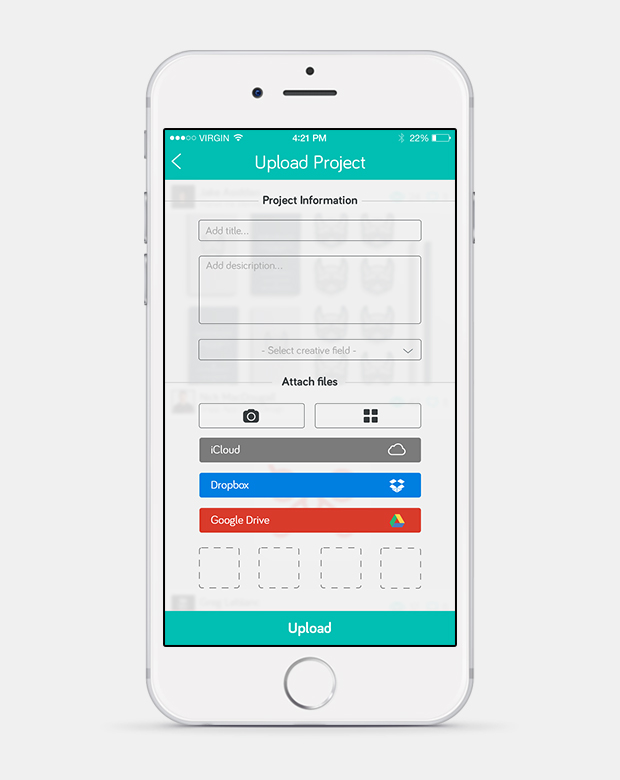 VIRGIN 4:21 PM 22%
Upload Project
Project Information
Add title...
Add desicription...
- Select creative field -
Attach files
iCloud
Dropbox
Google Drive
Upload